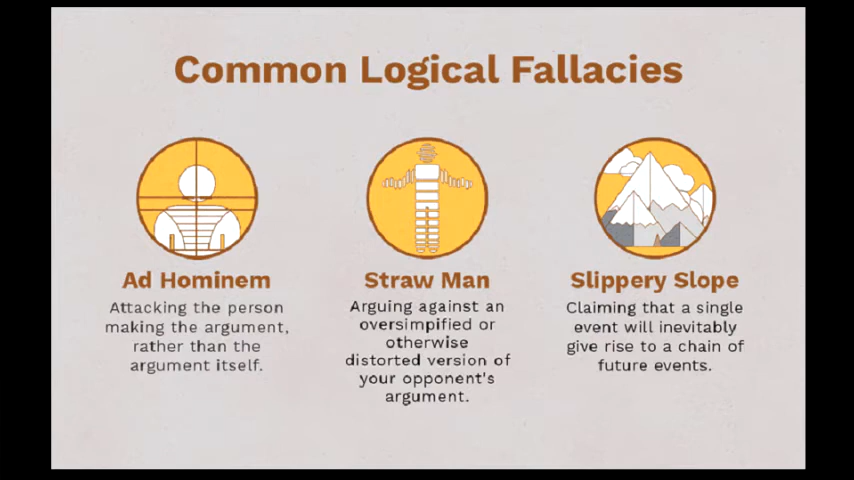 Common Logical Fallacies
Ad Hominem
Attacking the person
making the argument,
rather than the
argument itself.
Straw Man
Arguing against an
oversimpified or
otherwise
distorted version of
your opponent's
argument.
Slippery Slope
Claiming that a single
event will inevitably
give rise to a chain of
future events.